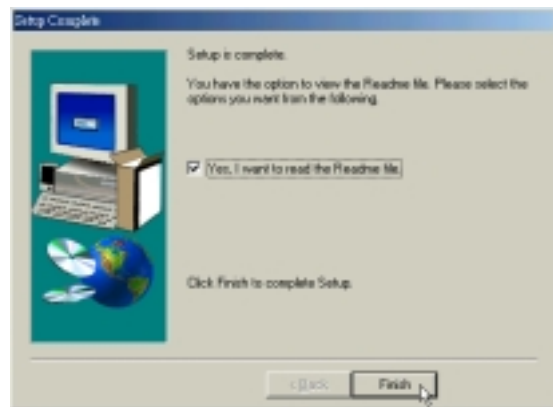 Setup Complete
Setup is complete.
You have the option to view the Readme file. Please select the
options you want from the following.
Yes, I want to read the Readme file.
Click Finish to complete Setup.
< Back
Finish